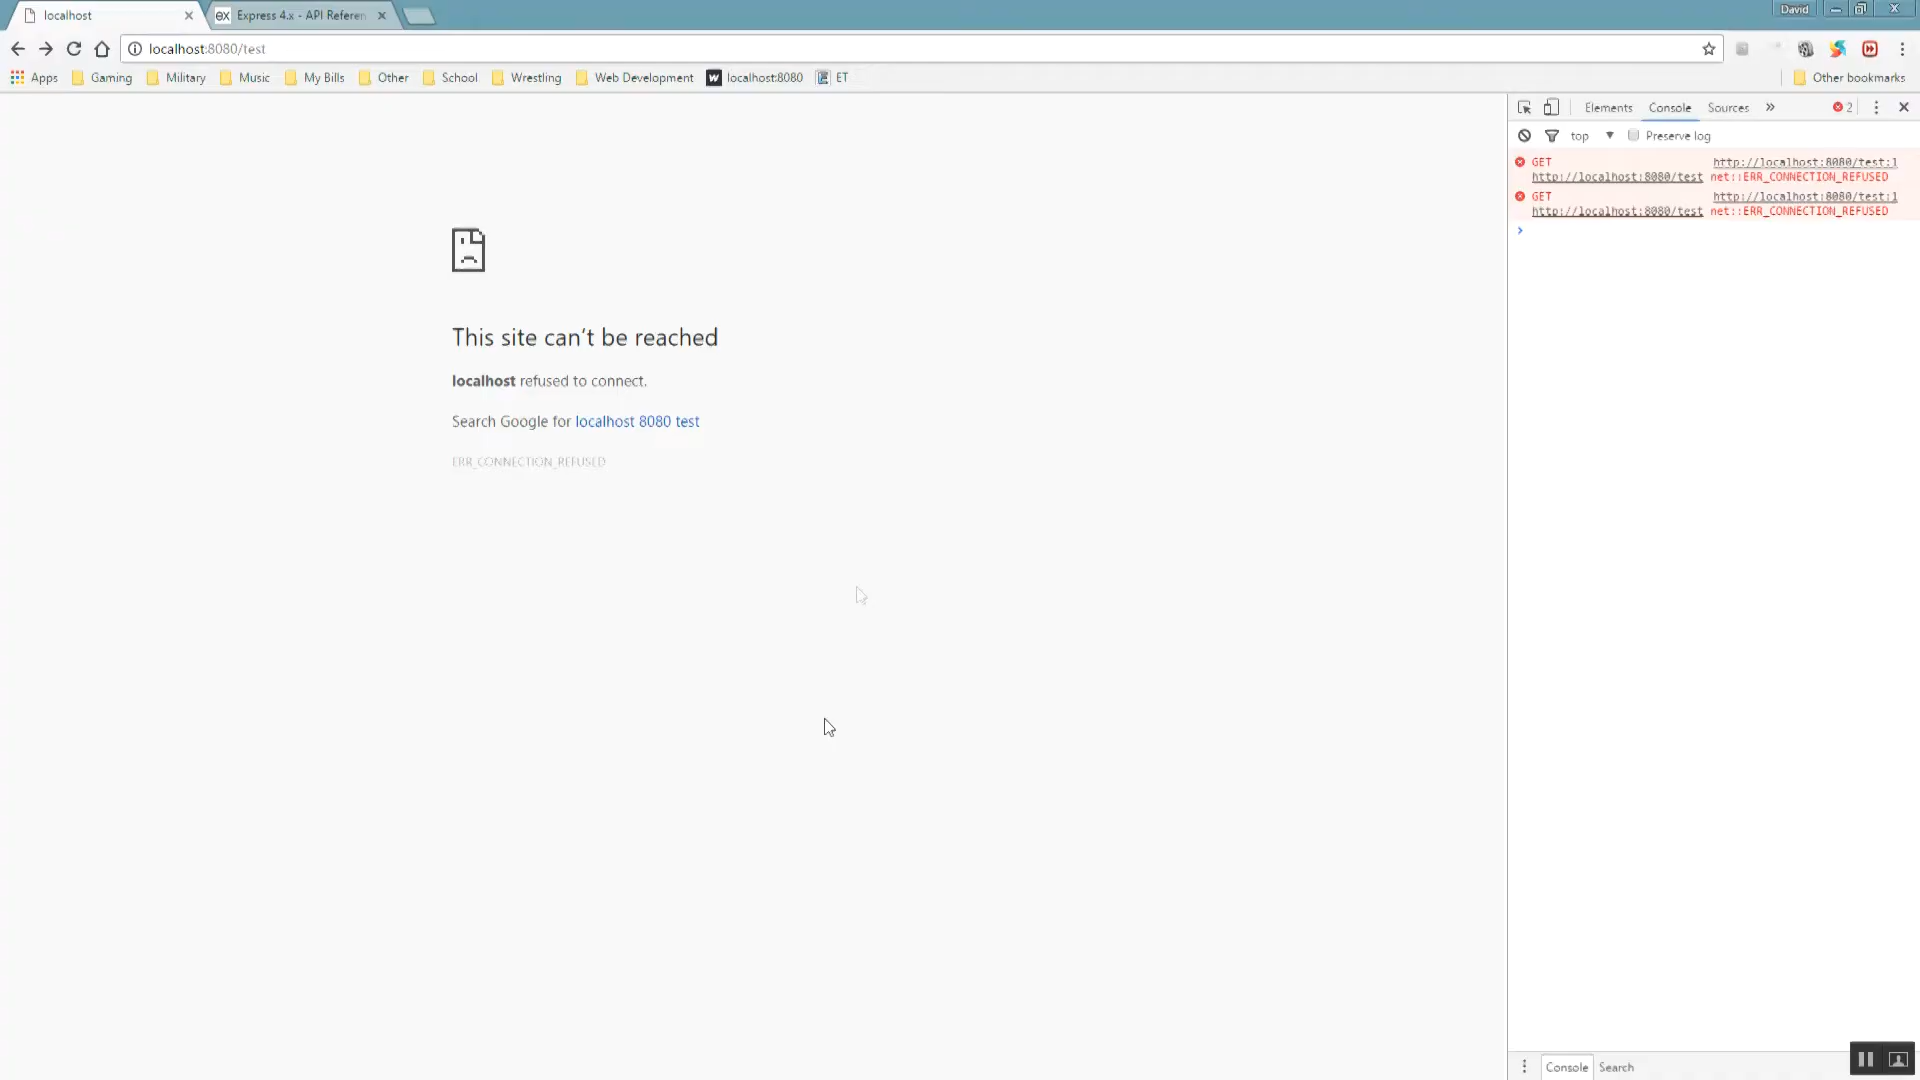 localhost
Express 4.x - API Referen
David
localhost:8080/test
Apps Gaming Military Music My Bills Other School Wrestling Web Development localhost:8080 ET Other bookmarks
Elements Console Sources » 2
top Preserve log
GET http://localhost:8080/test:1
http://localhost:8080/test net::ERR_CONNECTION_REFUSED
GET http://localhost:8080/test:1
http://localhost:8080/test net::ERR_CONNECTION_REFUSED
This site can't be reached
localhost refused to connect.
Search Google for localhost 8080 test
ERR_CONNECTION_REFUSED
Console Search